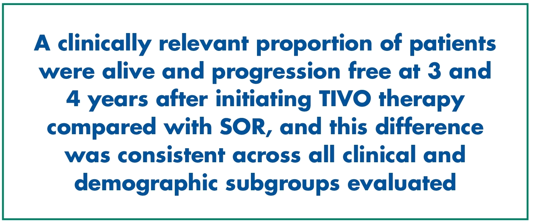 A clinically relevant proportion of patients
were alive and progression free at 3 and
4 years after initiating TIVO therapy
compared with SOR, and this difference
was consistent across all clinical and
demographic subgroups evaluated